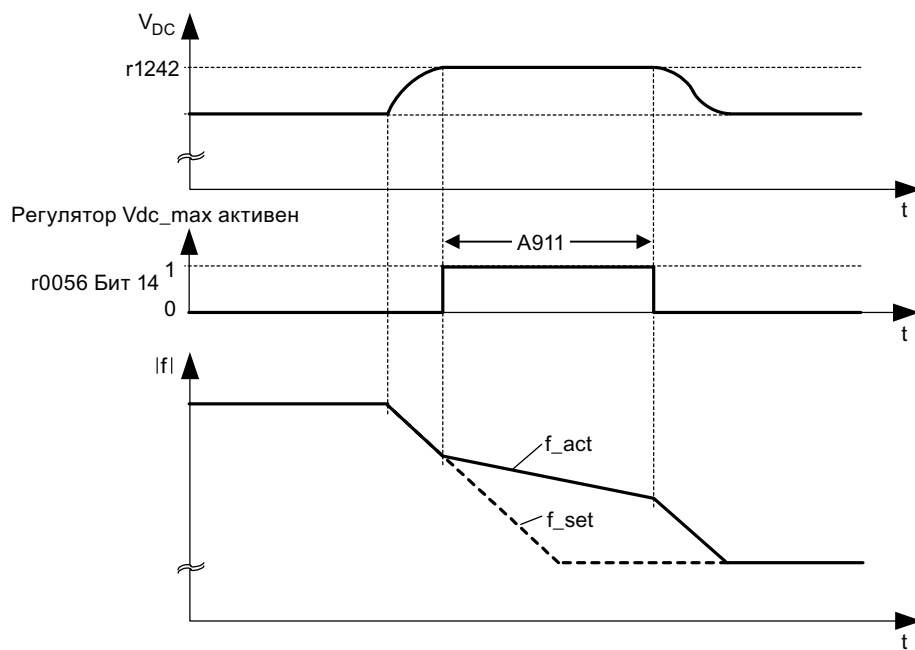 V_DC
r1242
t
Регулятор Vdc_max активен
A911
r0056 Бит 14
1
0
t
|f|
f_act
f_set
t